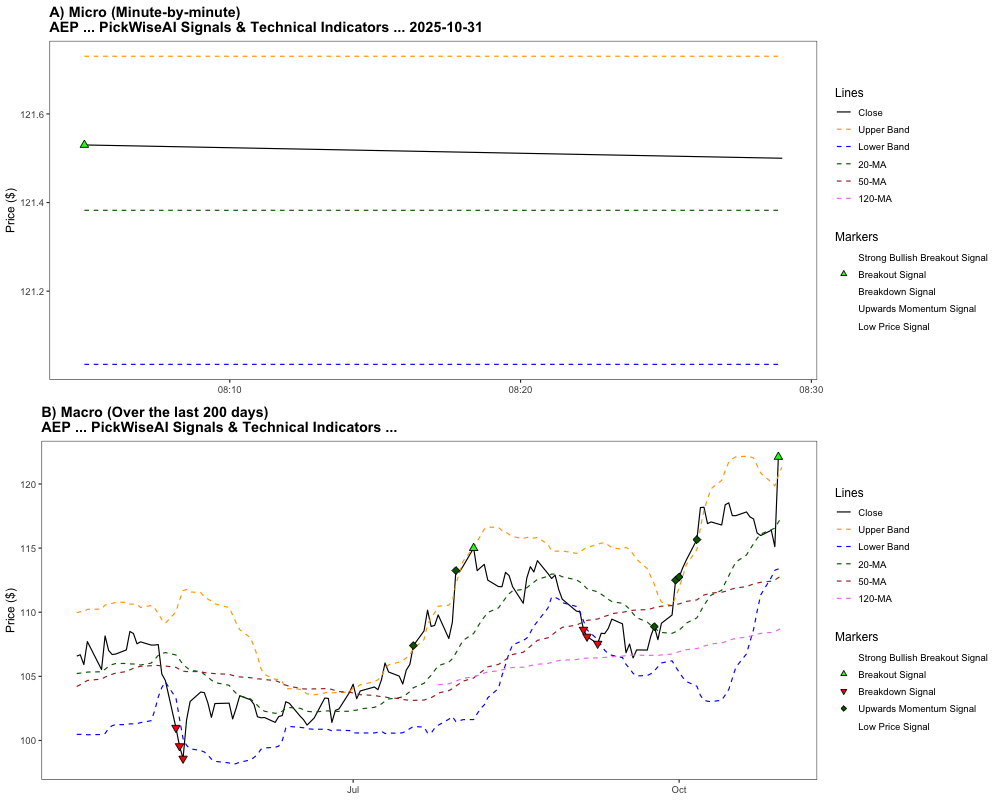 A) Micro (Minute-by-minute)
AEP ... PickWiseAI Signals & Technical Indicators ... 2025-10-31
Price ($)
121.6
121.4
121.2
08:10
08:20
08:30
Lines
Close
Upper Band
Lower Band
20-MA
50-MA
120-MA
Markers
Strong Bullish Breakout Signal
Breakout Signal
Breakdown Signal
Upwards Momentum Signal
Low Price Signal
B) Macro (Over the last 200 days)
AEP ... PickWiseAI Signals & Technical Indicators ...
Price ($)
120
115
110
105
100
Jul
Oct
Lines
Close
Upper Band
Lower Band
20-MA
50-MA
120-MA
Markers
Strong Bullish Breakout Signal
Breakout Signal
Breakdown Signal
Upwards Momentum Signal
Low Price Signal